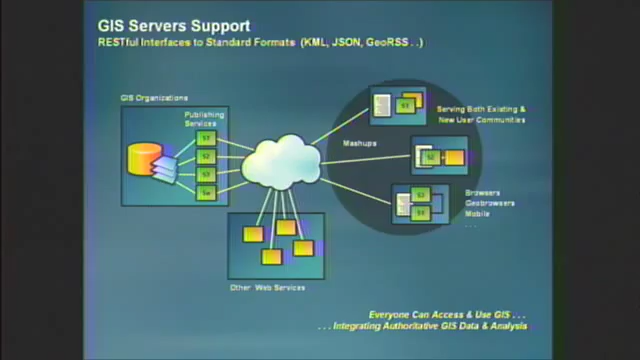 GIS Servers Support
RESTful Interfaces to Standard Formats (KML, JSON, GeoRSS . .)
GIS Organizations
Publishing
Services
S1
S2
S3
Mashups
S1
Serving Both Existing &
New User Communities
S2
Browsers
Geobrowsers
Mobile
. . .
Other Web Services
Everyone Can Access & Use GIS . . .
. . . Integrating Authoritative GIS Data & Analysis